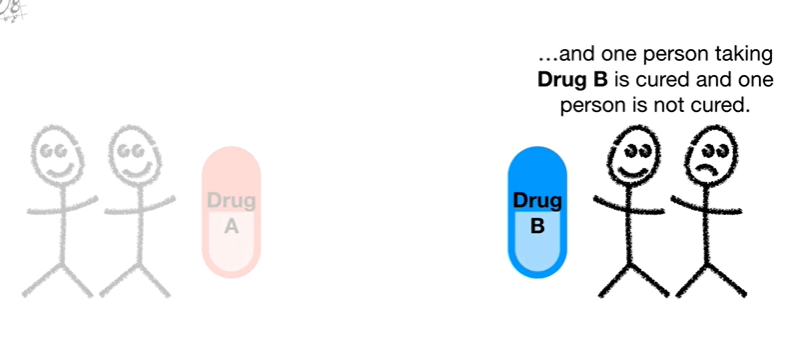 …and one person taking
Drug B is cured and one
person is not cured.
Drug
A
Drug
B